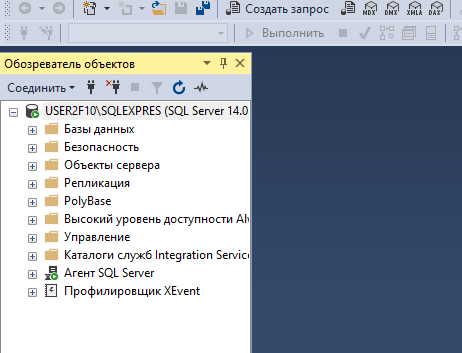 Создать запрос
MDX
DMX
XMLA
DAX
Выполнить
Обозреватель объектов
Соединить
USER2F10\SQLEXPRES (SQL Server 14.0
Базы данных
Безопасность
Объекты сервера
Репликация
PolyBase
Высокий уровень доступности Alw
Управление
Каталоги служб Integration Service
Агент SQL Server
Профилировщик XEvent